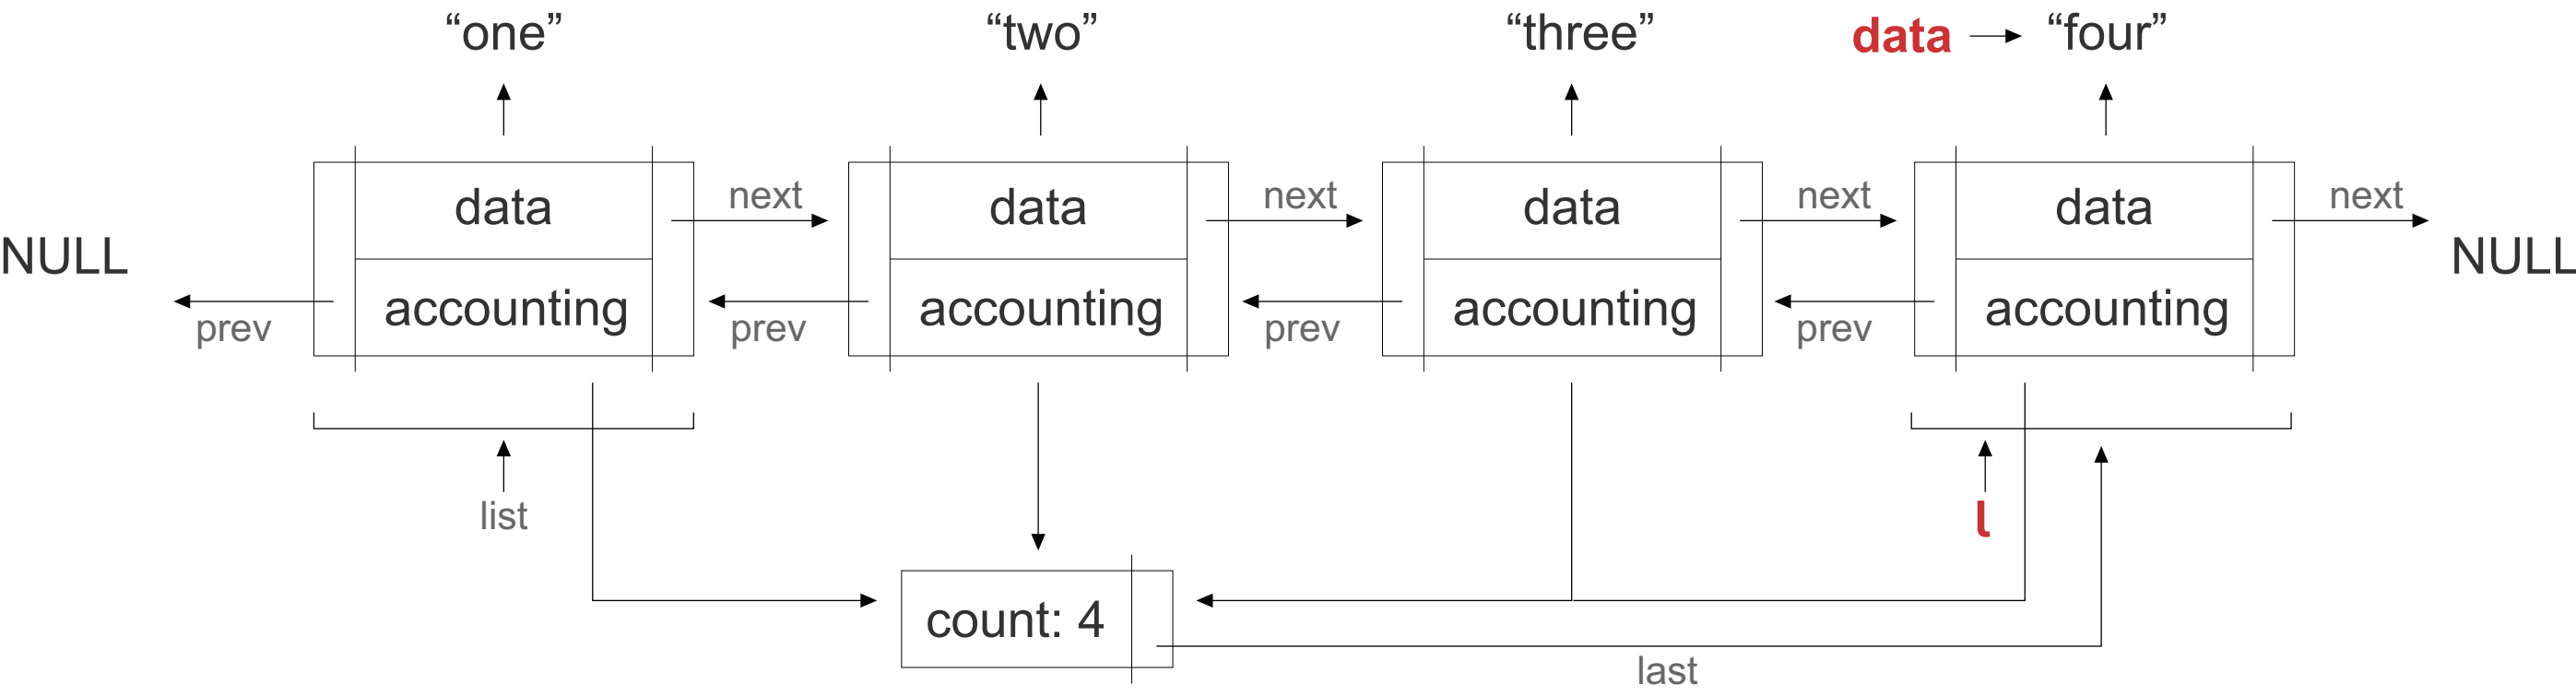 “one” “two” “three” data “four”
data data data data
next next next next
NULL NULL
accounting accounting accounting accounting
prev prev prev prev
list l
count: 4
last